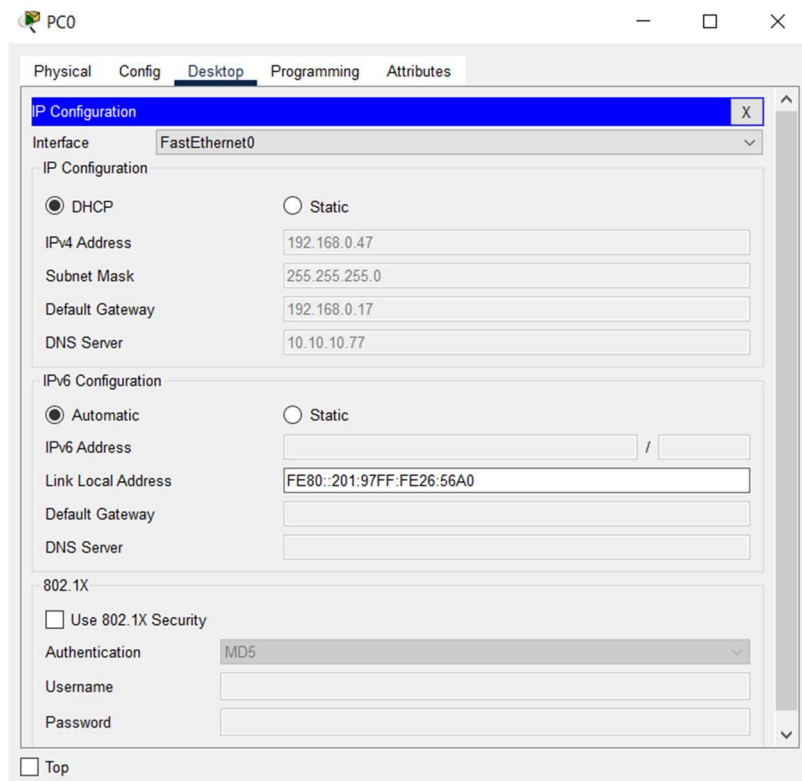 PC0
Physical Config Desktop Programming Attributes
IP Configuration X
Interface FastEthernet0
IP Configuration
DHCP Static
IPv4 Address 192.168.0.47
Subnet Mask 255.255.255.0
Default Gateway 192.168.0.17
DNS Server 10.10.10.77
IPv6 Configuration
Automatic Static
IPv6 Address /
Link Local Address FE80::201:97FF:FE26:56A0
Default Gateway
DNS Server
802.1X
Use 802.1X Security
Authentication MD5
Username
Password
Top